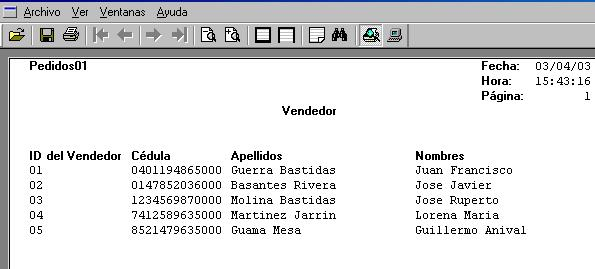 Archivo Ver Ventanas Ayuda
Pedidos01 Fecha: 03/04/03
Hora: 15:43:16
Página: 1
Vendedor
ID del Vendedor Cédula Apellidos Nombres
01 0401194865000 Guerra Bastidas Juan Francisco
02 0147852036000 Basantes Rivera Jose Javier
03 1234569870000 Molina Bastidas Jose Ruperto
04 7412589635000 Martinez Jarrin Lorena Maria
05 8521479635000 Guama Mesa Guillermo Anival